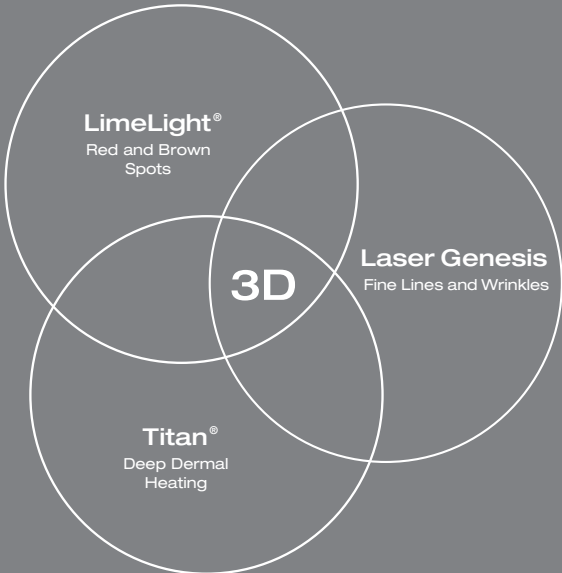 LimeLight®
Red and Brown
Spots
Laser Genesis
Fine Lines and Wrinkles
3D
Titan®
Deep Dermal
Heating